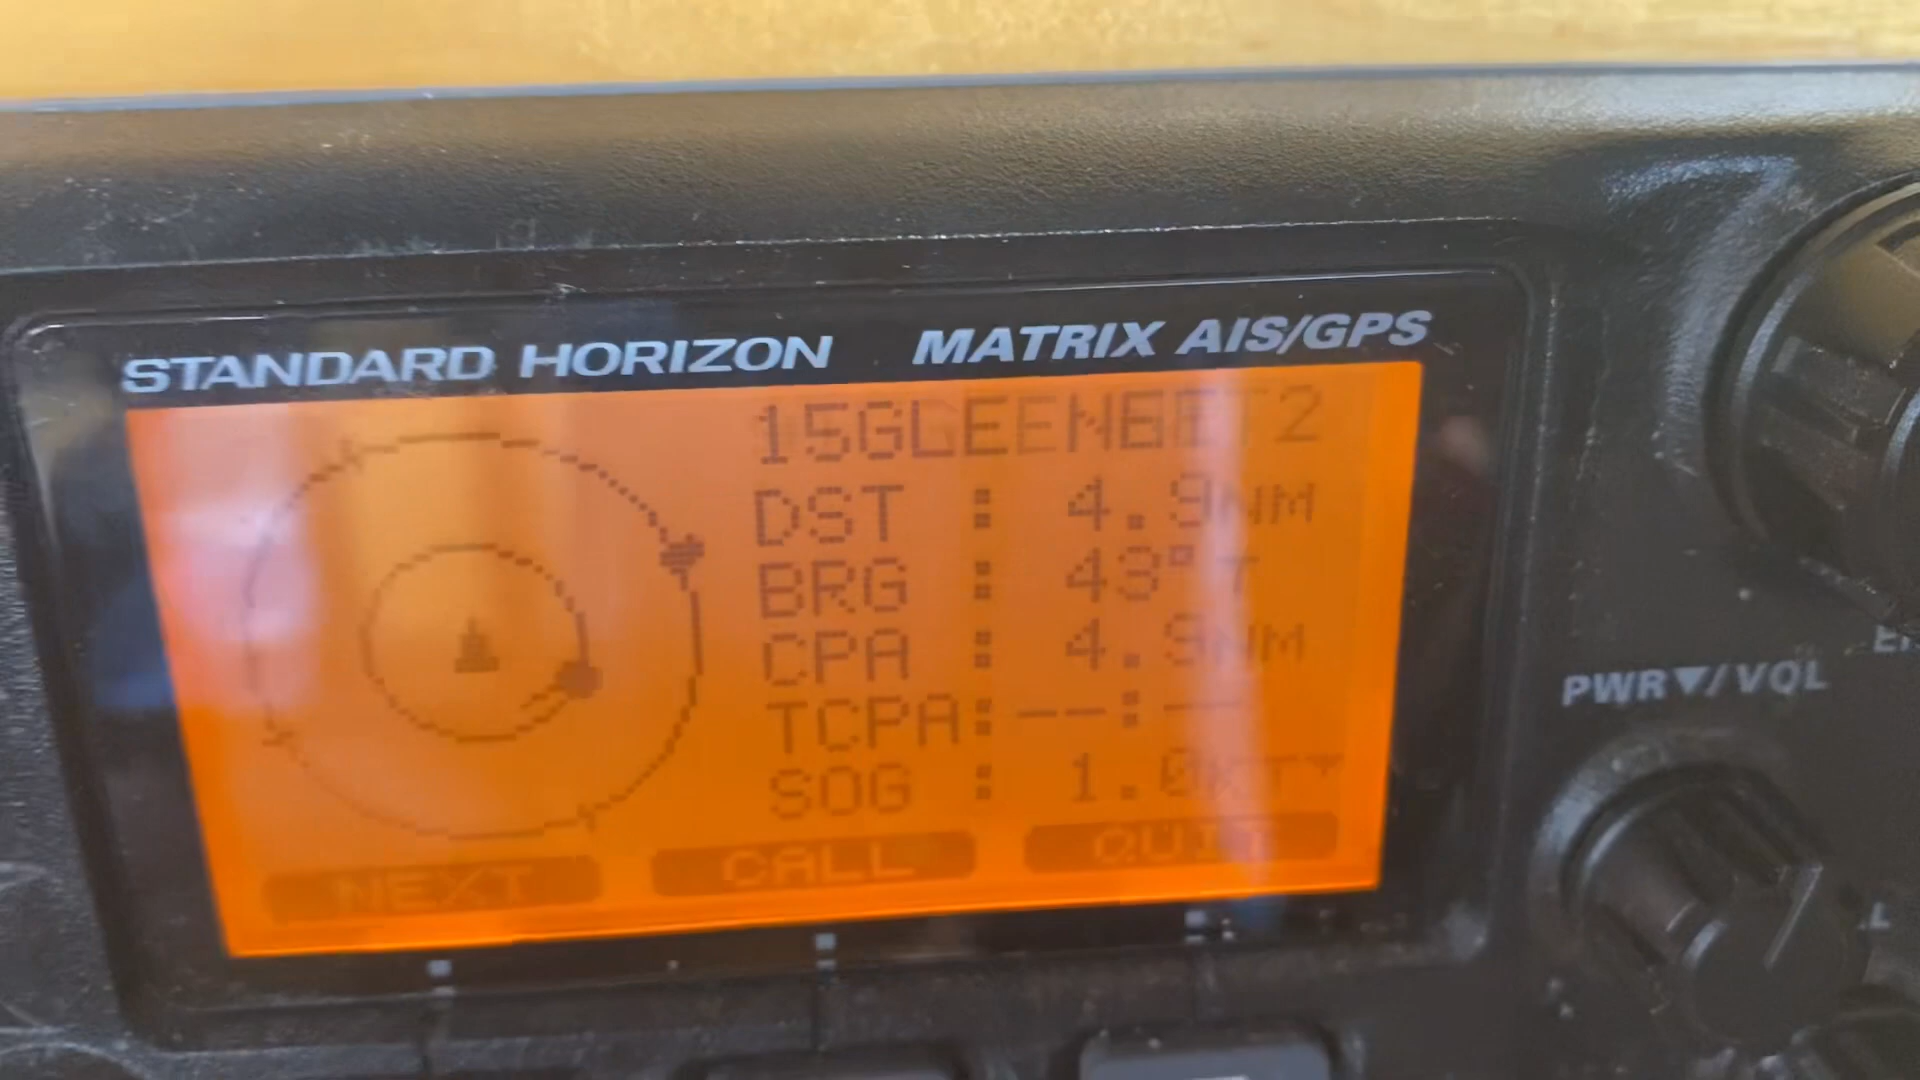 STANDARD HORIZON MATRIX AIS/GPS
DST : 4.9NM
BRG : 43°T
CPA : 4.9NM
TCPA:--:--
SOG : 1.0KT▼
NEXT CALL QUIT
PWR▼/VOL